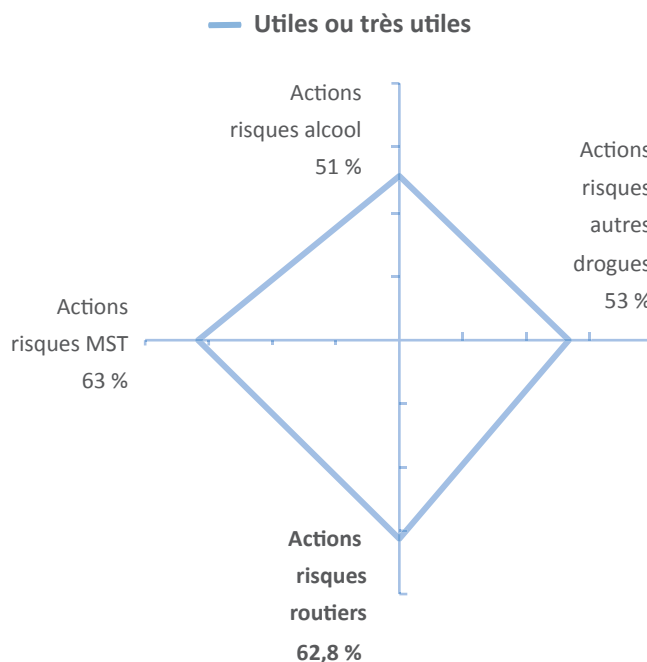 Utiles ou très utiles
Actions
risques alcool
51 %
Actions
risques
autres
drogues
53 %
Actions
risques MST
63 %
Actions
risques
routiers
62,8 %